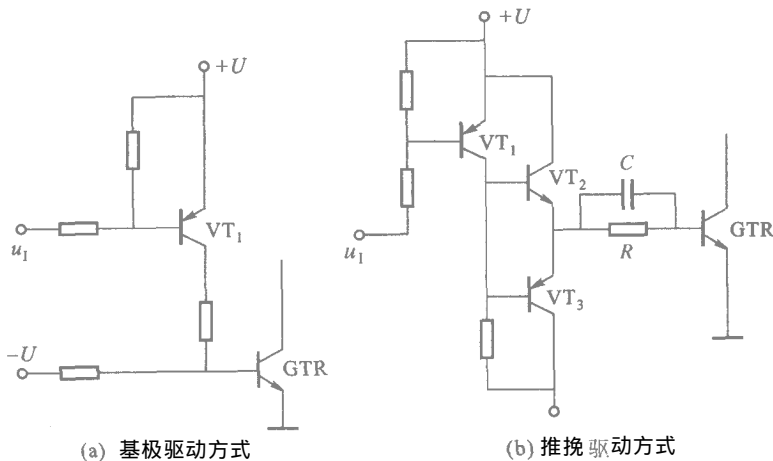 +U
VT₁
u₁
-U
GTR
(a) 基极驱动方式
+U
VT₁
VT₂
C
R
GTR
u₁
VT₃
(b) 推挽驱动方式